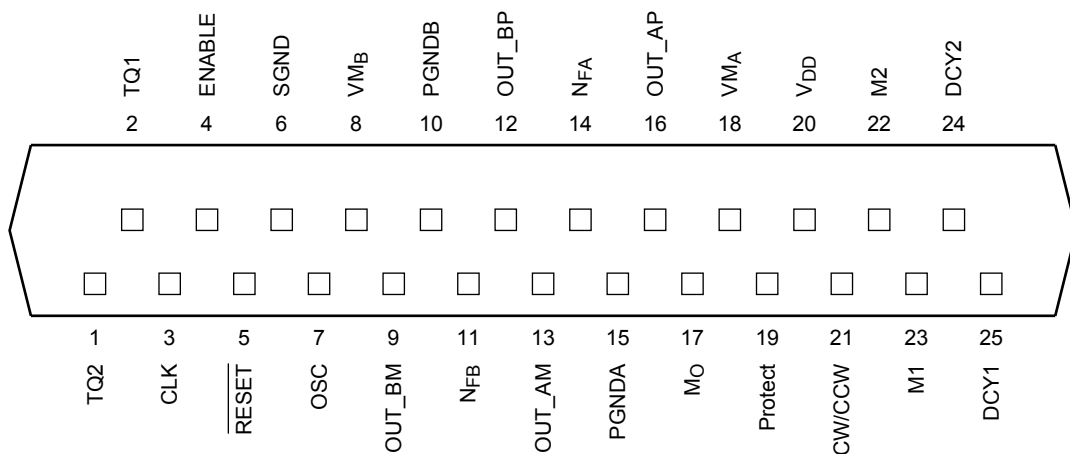 TQ1 ENABLE SGND VMB PGNDB OUT_BP NFA OUT_AP VMA VDD M2 DCY2
2 4 6 8 10 12 14 16 18 20 22 24
1 3 5 7 9 11 13 15 17 19 21 23 25
TQ2 CLK RESET OSC OUT_BM NFB OUT_AM PGNDA MO Protect CW/CCW M1 DCY1